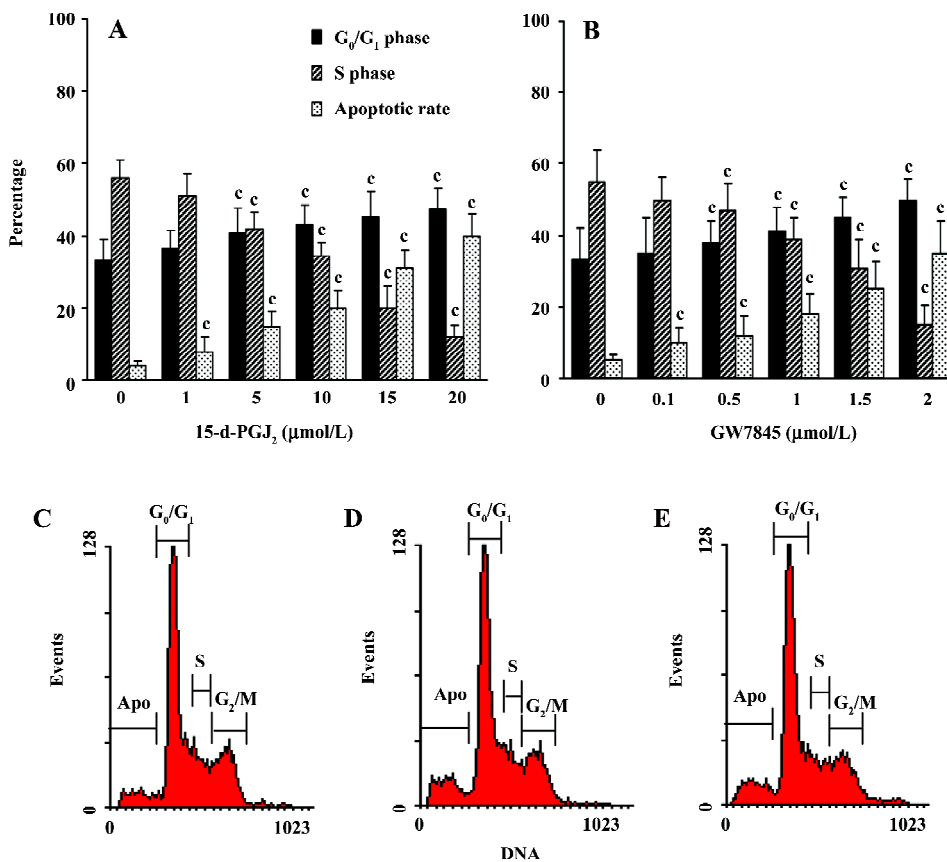 A
B
G₀/G₁ phase
S phase
Apoptotic rate
Percentage
100
80
60
40
20
0
c c c c c c c c c c c c
0 1 5 10 15 20
15-d-PGJ₂ (μmol/L)
100
80
60
40
20
0
c c c c c c c c c c c c c
0 0.1 0.5 1 1.5 2
GW7845 (μmol/L)
C
G₀/G₁
128
Events
S
Apo
G₂/M
0
0 1023
D
G₀/G₁
128
Events
S
Apo
G₂/M
0
0 1023
DNA
E
G₀/G₁
128
Events
S
Apo
G₂/M
0
0 1023